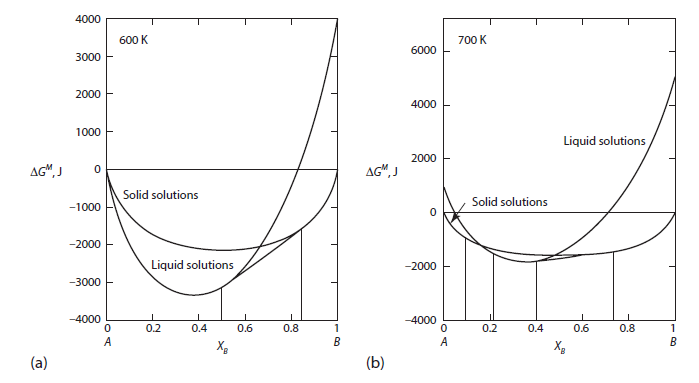 4000
600 K
3000
2000
1000
0
ΔG^M, J
Solid solutions
–1000
–2000
Liquid solutions
–3000
–4000
0 0.2 0.4 0.6 0.8 1
A X_B B
(a)
700 K
6000
4000
Liquid solutions
2000
ΔG^M, J
Solid solutions
0
–2000
–4000
0 0.2 0.4 0.6 0.8 1
A X_B B
(b)